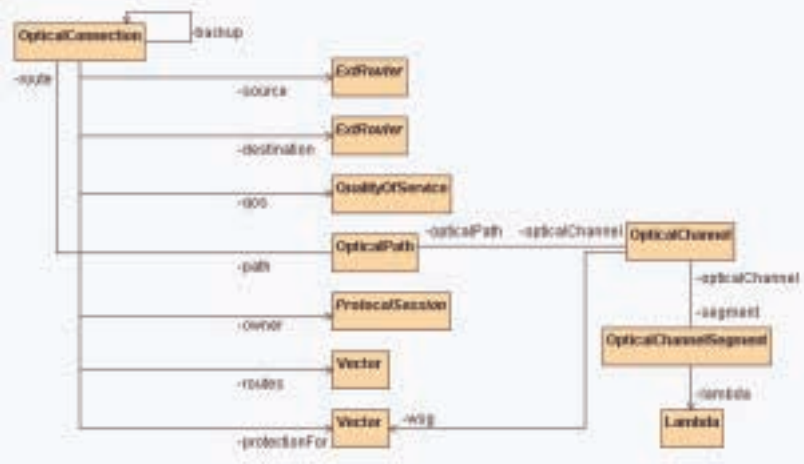 OpticalConnection
-backup
-route
ExtRouter
-source
ExtRouter
-destination
QualityOfService
-qos
-opticalPath
-opticalChannel
OpticalChannel
OpticalPath
-path
-opticalChannel
ProtocolSession
-segment
-owner
OpticalChannelSegment
Vector
-routes
-lambda
Vector
-wsg
Lambda
-protectionFor